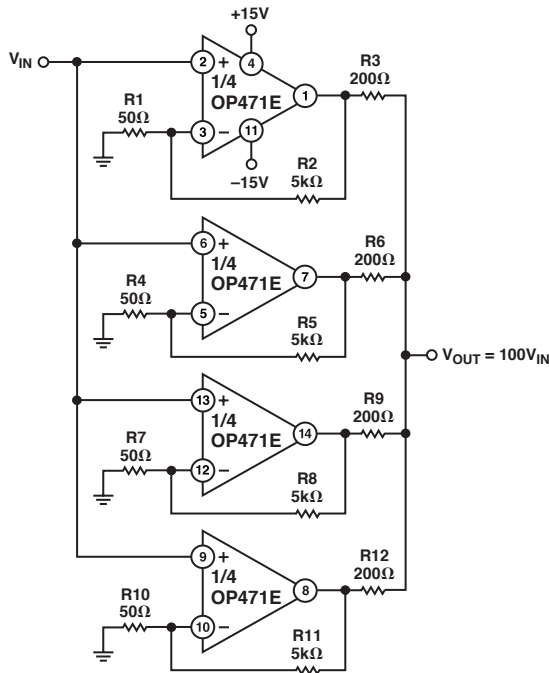 +15V
VIN
2
+
4
1/4
OP471E
1
R3
200Ω
R1
50Ω
3
−
11
−15V
R2
5kΩ
6
+
1/4
OP471E
7
R6
200Ω
R4
50Ω
5
−
R5
5kΩ
VOUT = 100VIN
13
+
1/4
OP471E
14
R9
200Ω
R7
50Ω
12
−
R8
5kΩ
9
+
1/4
OP471E
8
R12
200Ω
R10
50Ω
10
−
R11
5kΩ